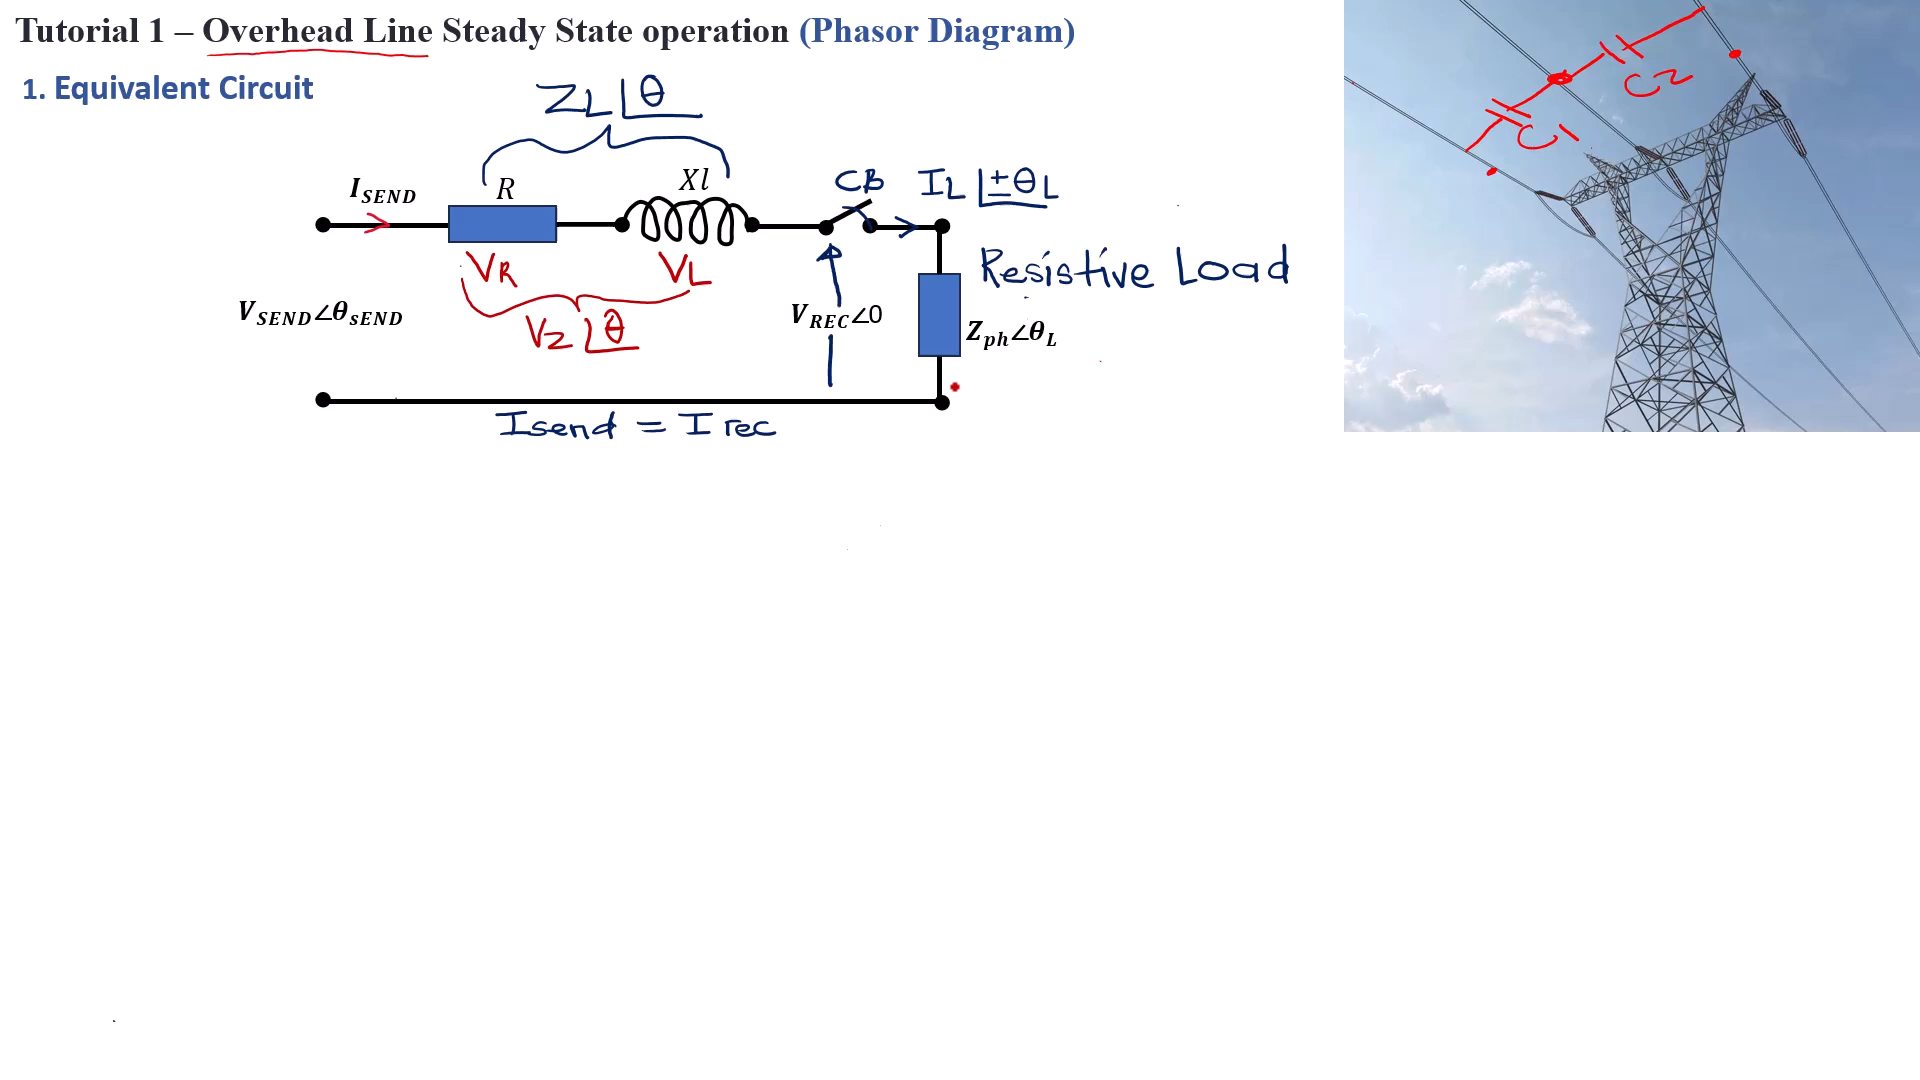 Tutorial 1 – Overhead Line Steady State operation (Phasor Diagram)
1. Equivalent Circuit
ZL∠θ
C2
C1
I_SEND
R
Xl
CB
IL∠±θL
VR
VL
Resistive Load
V_SEND∠θ_sEND
Vz∠θ
V_REC∠0
Z_ph∠θ_L
Isend = I rec